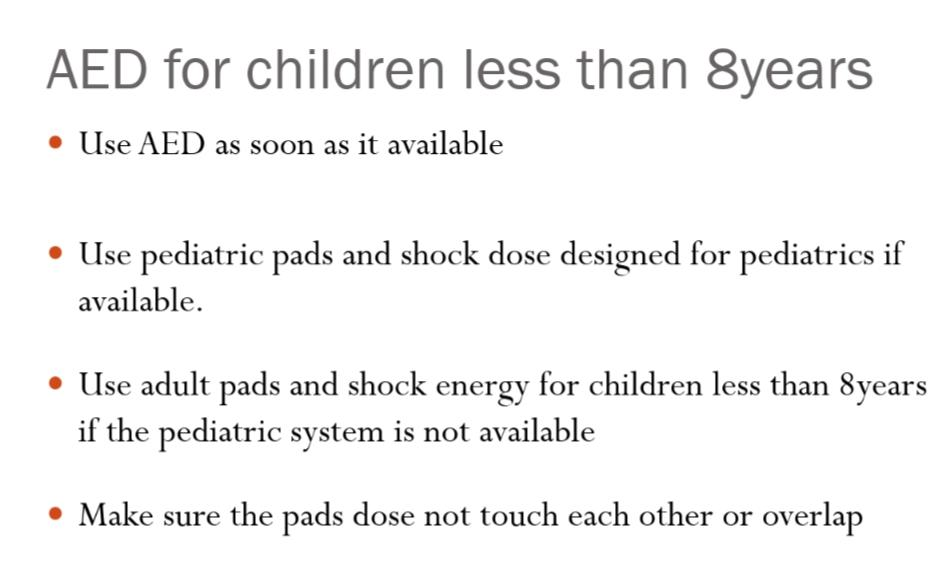 AED for children less than 8years
• Use AED as soon as it available
• Use pediatric pads and shock dose designed for pediatrics if
available.
• Use adult pads and shock energy for children less than 8years
if the pediatric system is not available
• Make sure the pads dose not touch each other or overlap